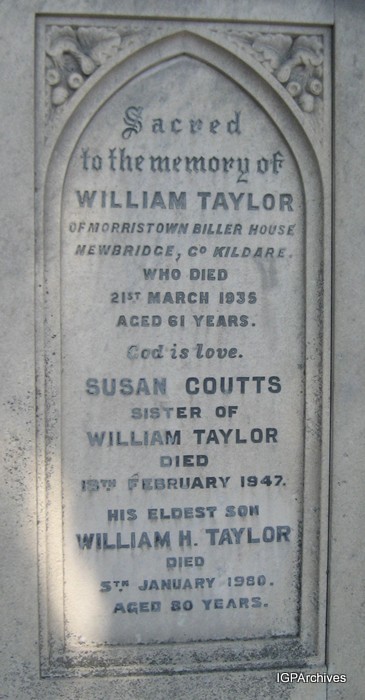 Sacred
to the memory of
WILLIAM TAYLOR
OF MORRISTOWN BILLER HOUSE
NEWBRIDGE, CO KILDARE.
WHO DIED
21ST MARCH 1935
AGED 61 YEARS.
God is love.
SUSAN COUTTS
SISTER OF
WILLIAM TAYLOR
DIED
FEBRUARY 1947.
HIS ELDEST SON
WILLIAM H. TAYLOR
DIED
5TH JANUARY 1980.
AGED 80 YEARS.
IGPArchives